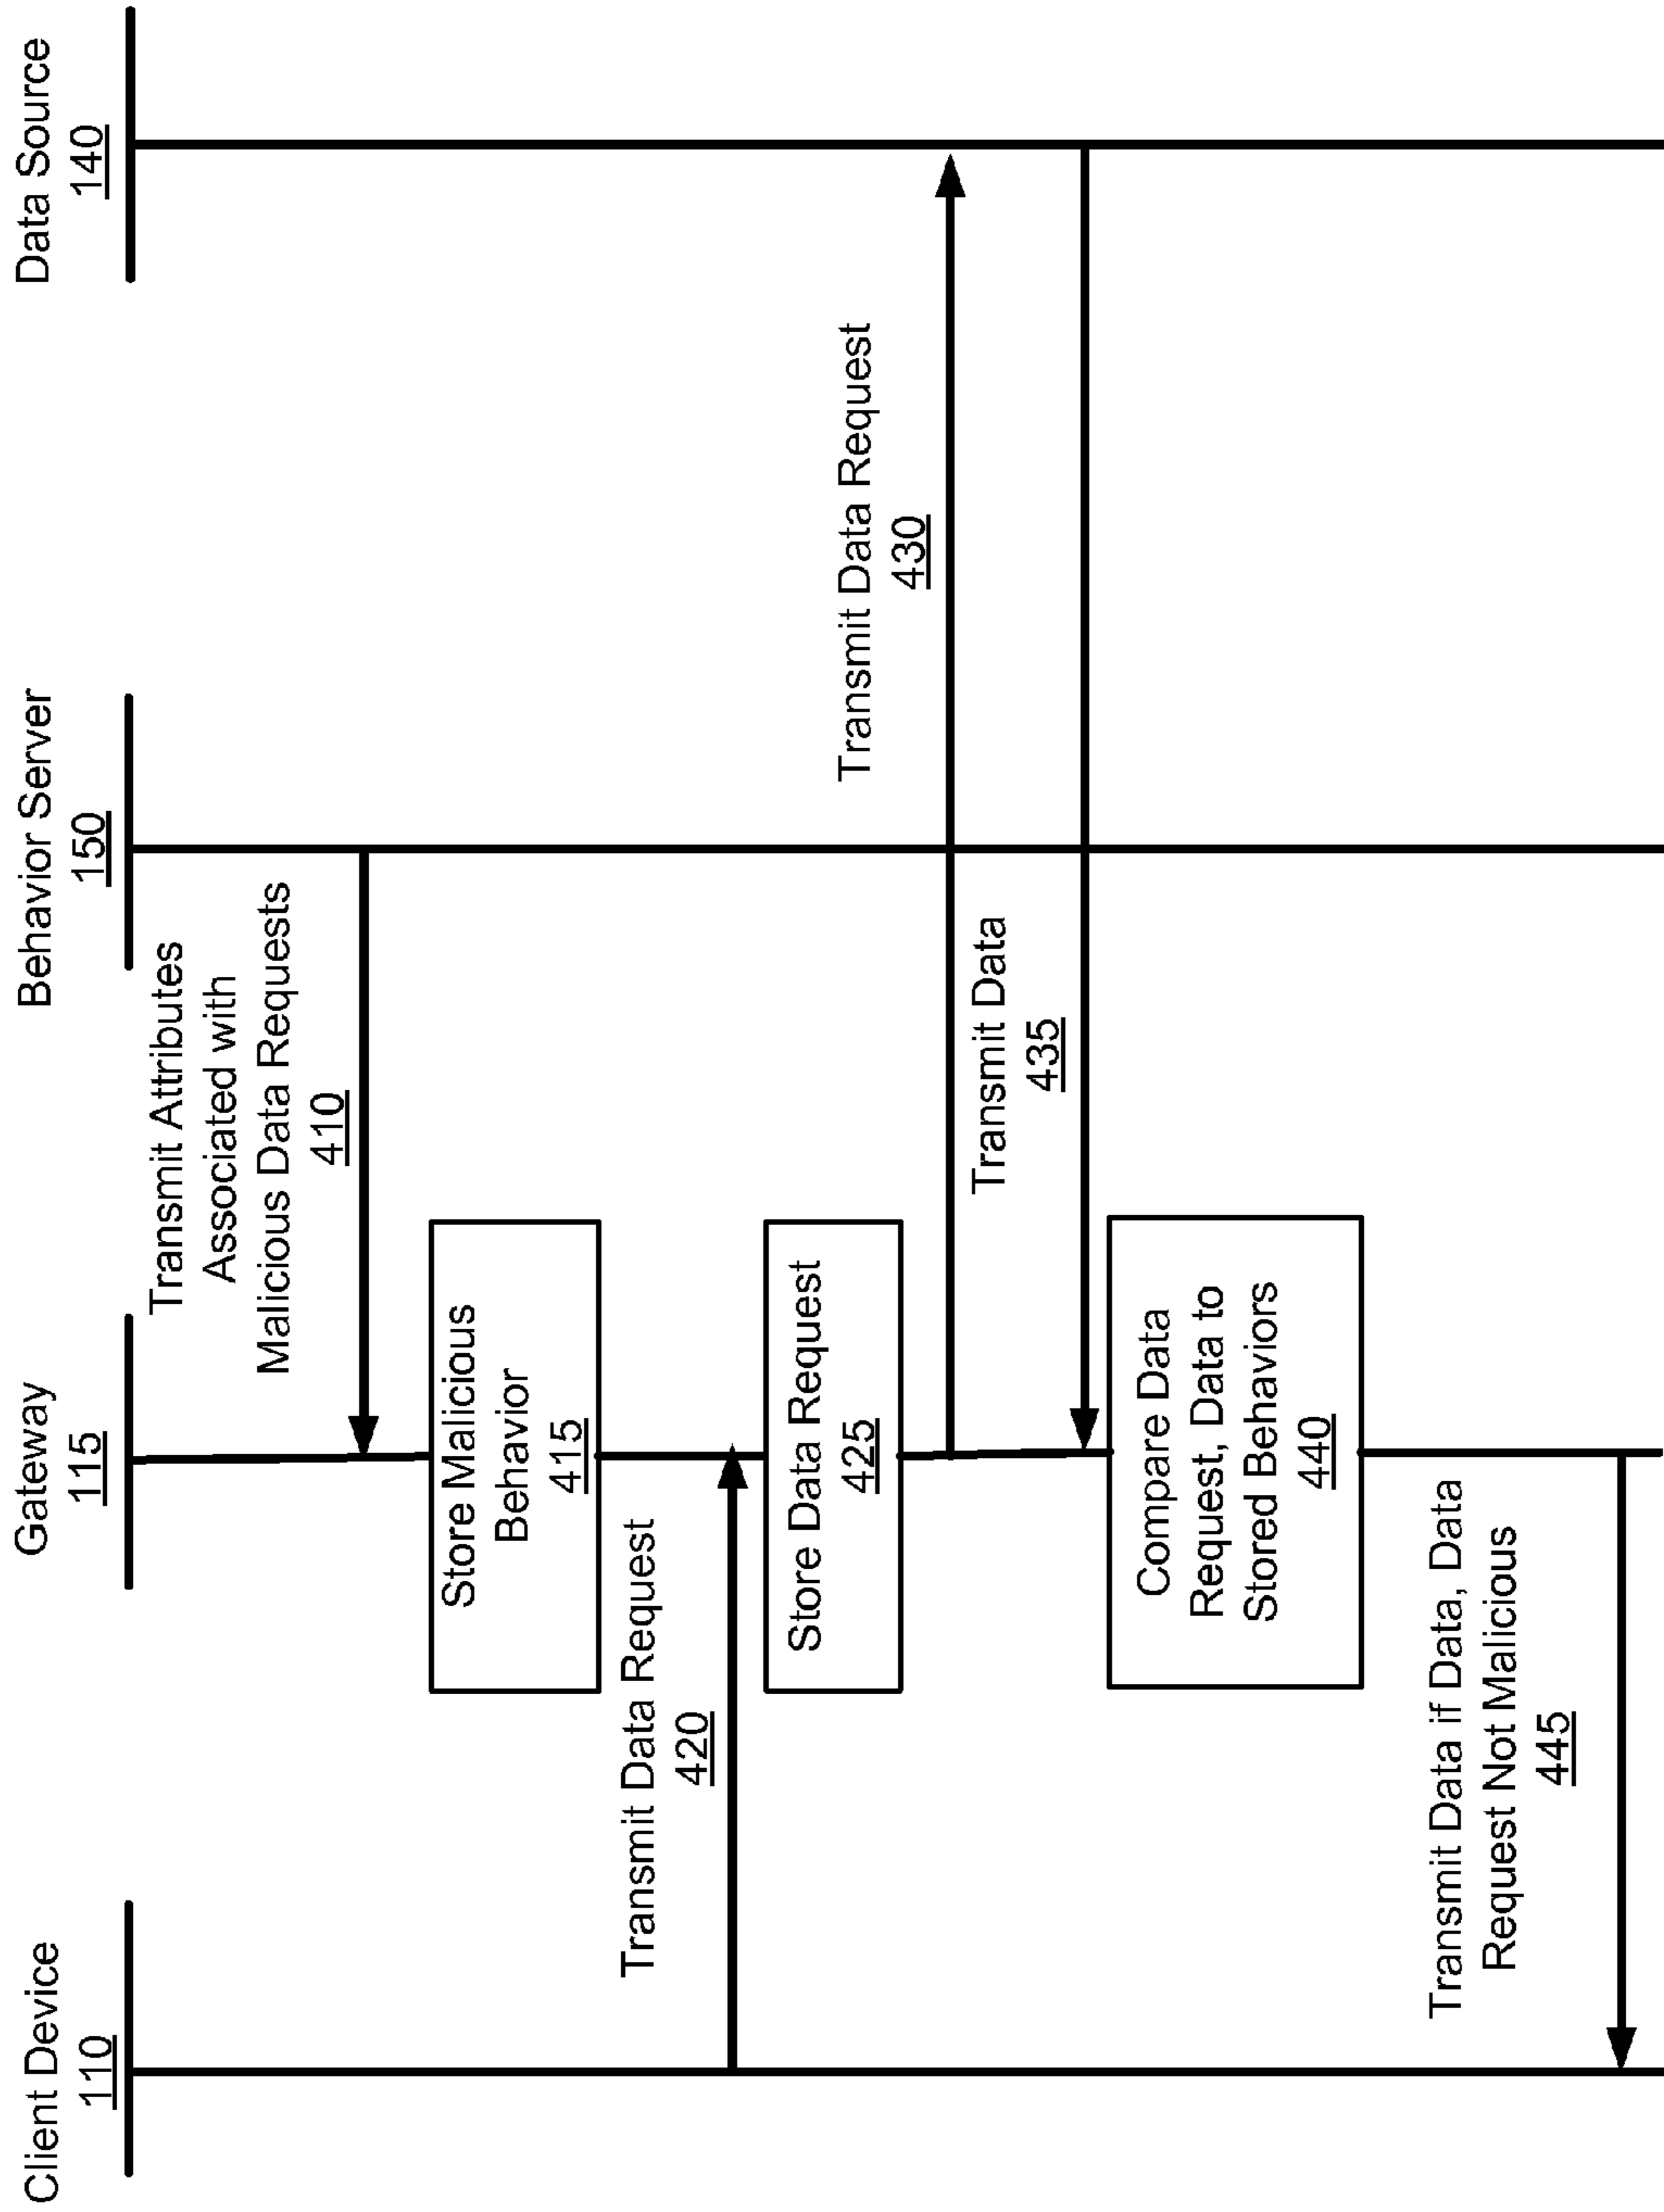 Client Device
110
Gateway
115
Behavior Server
150
Data Source
140
Transmit Attributes
Associated with
Malicious Data Requests
410
Store Malicious
Behavior
415
Transmit Data Request
420
Store Data Request
425
Transmit Data Request
430
Transmit Data
435
Compare Data
Request, Data to
Stored Behaviors
440
Transmit Data if Data, Data
Request Not Malicious
445